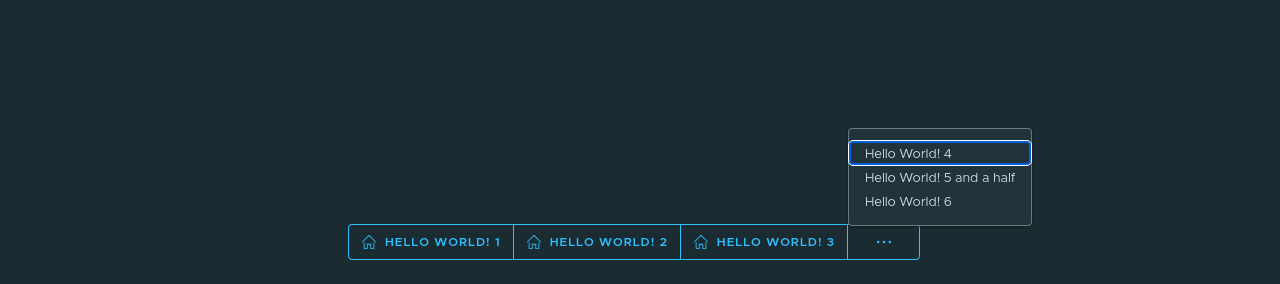 Hello World! 4
Hello World! 5 and a half
Hello World! 6
HELLO WORLD! 1 HELLO WORLD! 2 HELLO WORLD! 3 ...